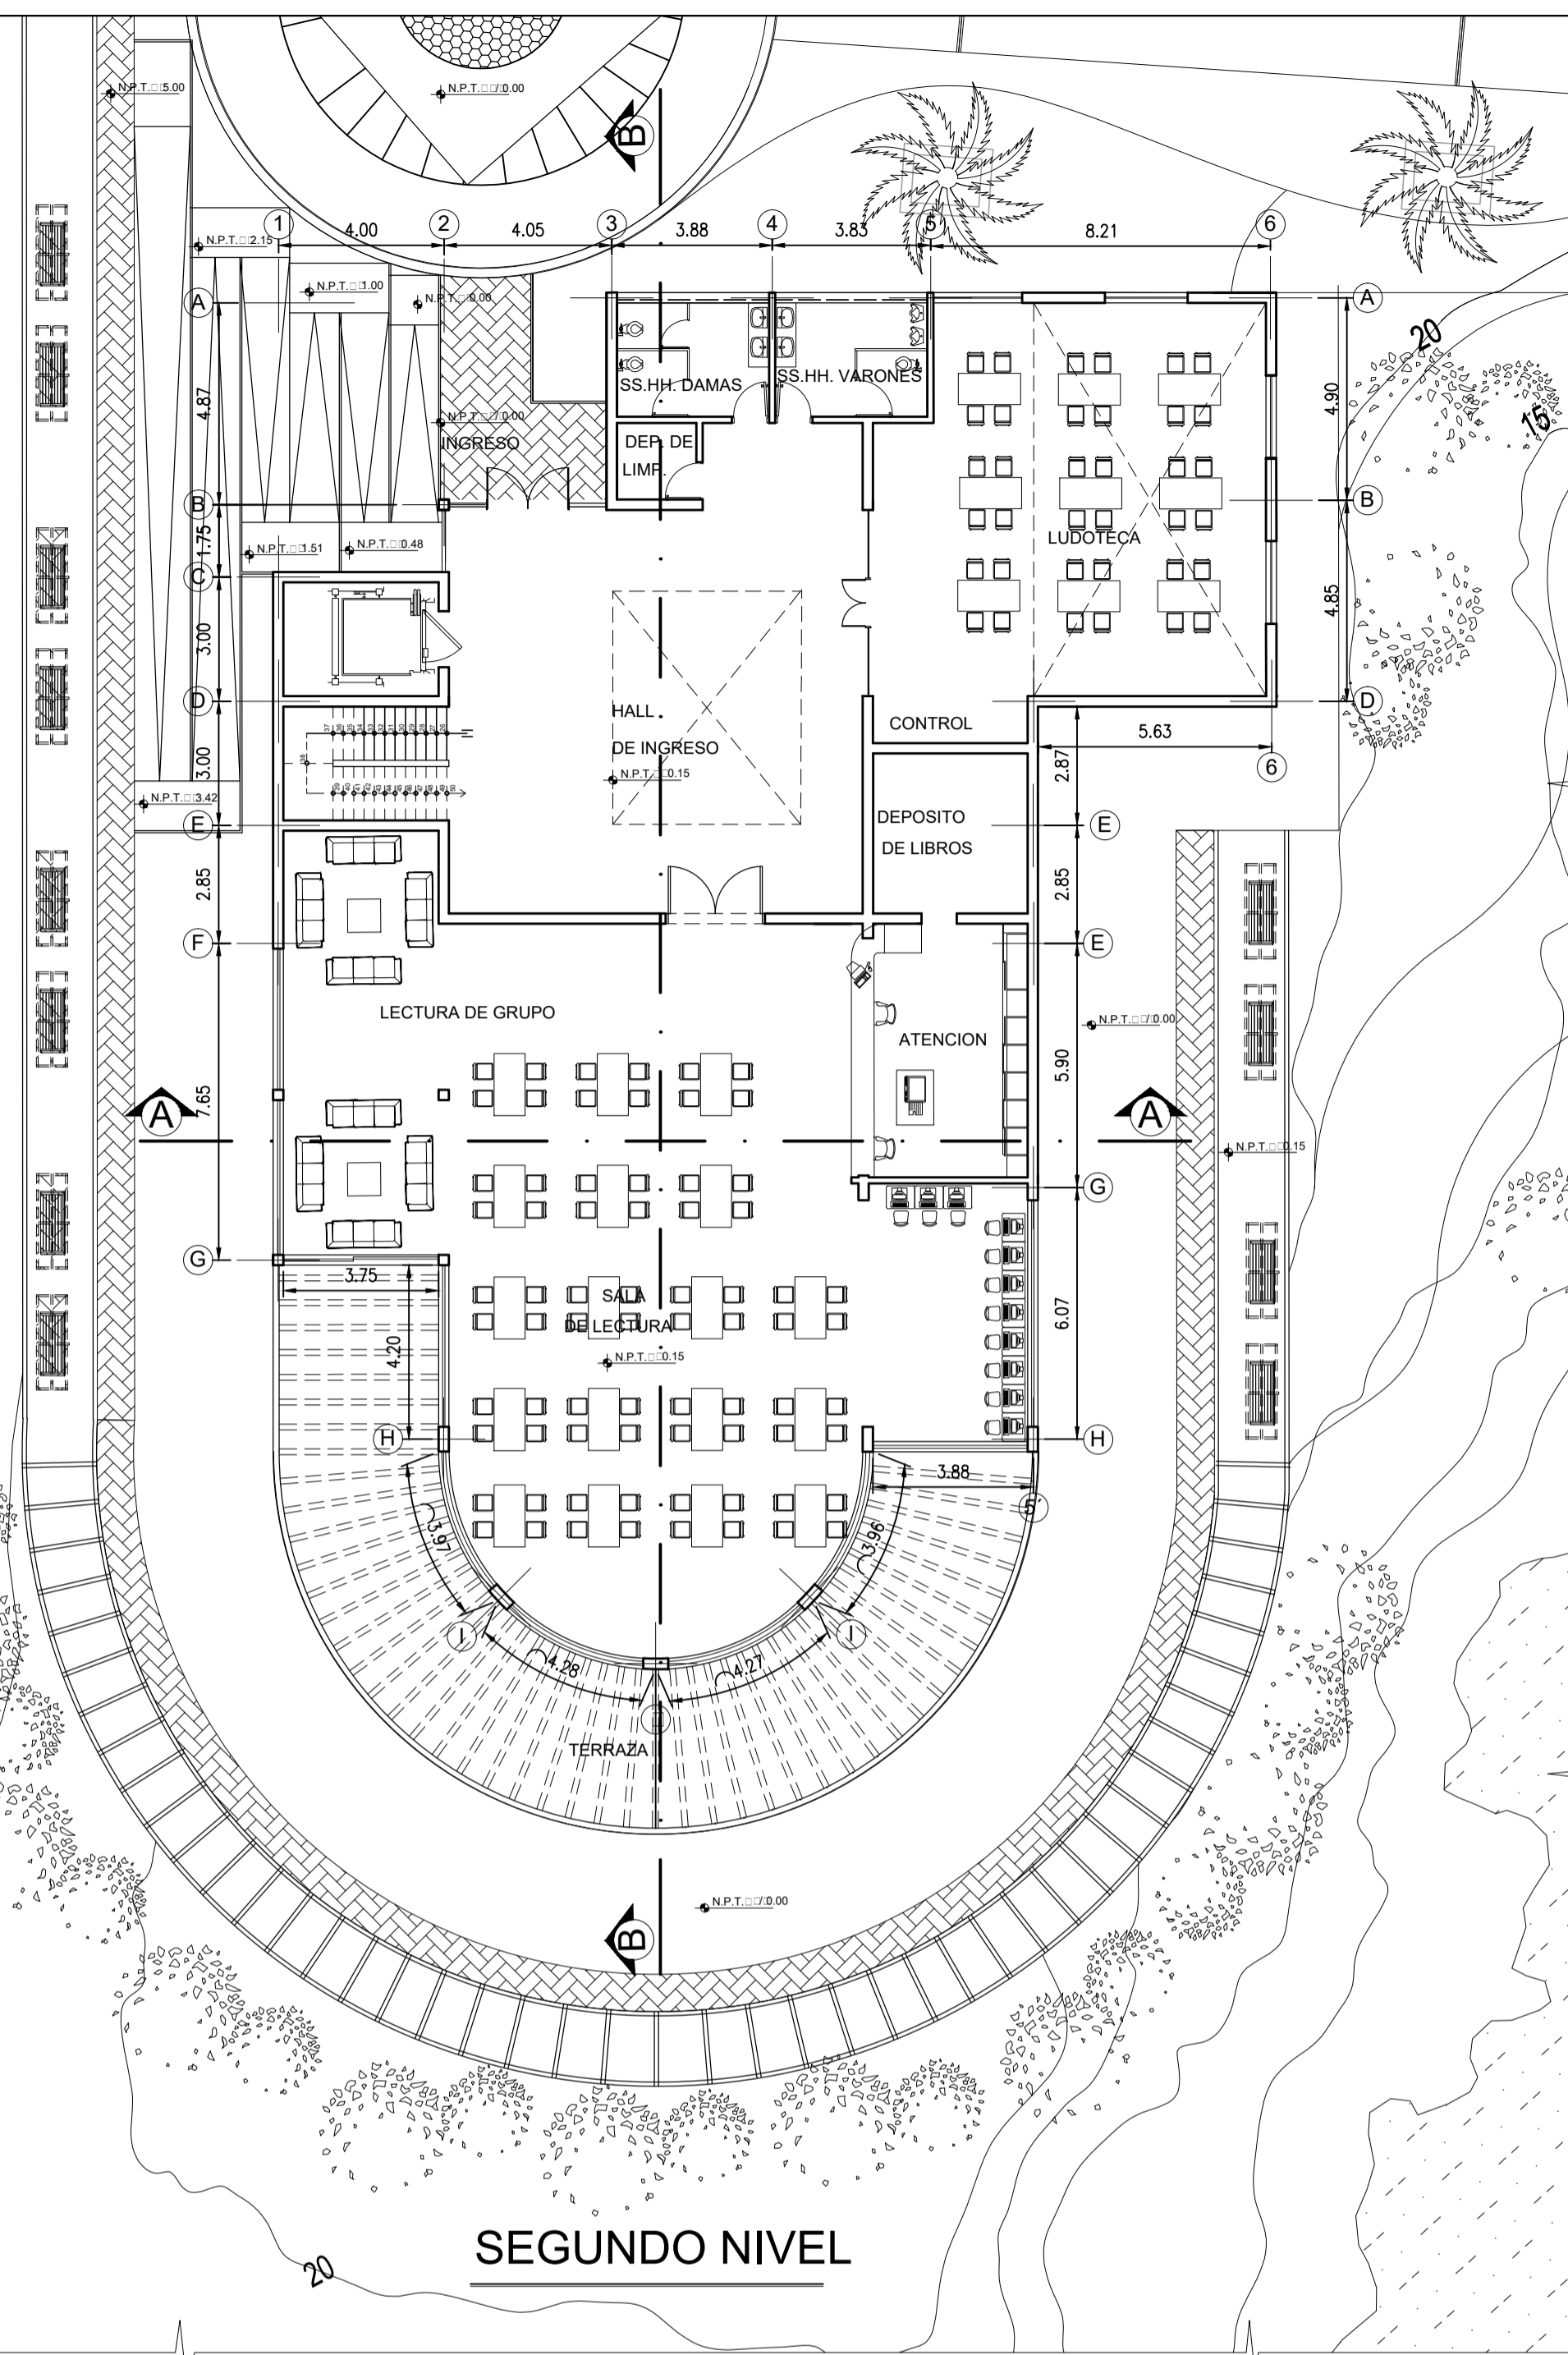 N.P.T.□□5.00
N.P.T.□□/□0.00
B
1
4.00
2
4.05
3
3.88
4
3.83
5
8.21
6
N.P.T.□□2.15
N.P.T.□□1.00
N.P.T.□□0.00
A
A
20
15
SS.HH. DAMAS
SS.HH. VARONES
4.87
4.90
N.P.T.□□/□0.00
INGRESO
DEP. DE
LIMP.
B
B
LUDOTECA
1.75
N.P.T.□□1.51
N.P.T.□□0.48
C
4.85
3.00
D
D
HALL
DE INGRESO
N.P.T.□□0.15
CONTROL
5.63
6
3.00
2.87
N.P.T.□□3.42
E
E
DEPOSITO
DE LIBROS
2.85
2.85
F
E
LECTURA DE GRUPO
ATENCION
N.P.T.□□/□0.00
7.65
5.90
A
A
N.P.T.□□0.15
G
G
3.75
SALA
DE LECTURA
N.P.T.□□0.15
4.20
6.07
H
H
3.88
5´
3.97
3.96
I
I
4.28
4.27
TERRAZA
N.P.T.□□/□0.00
B
SEGUNDO NIVEL
20